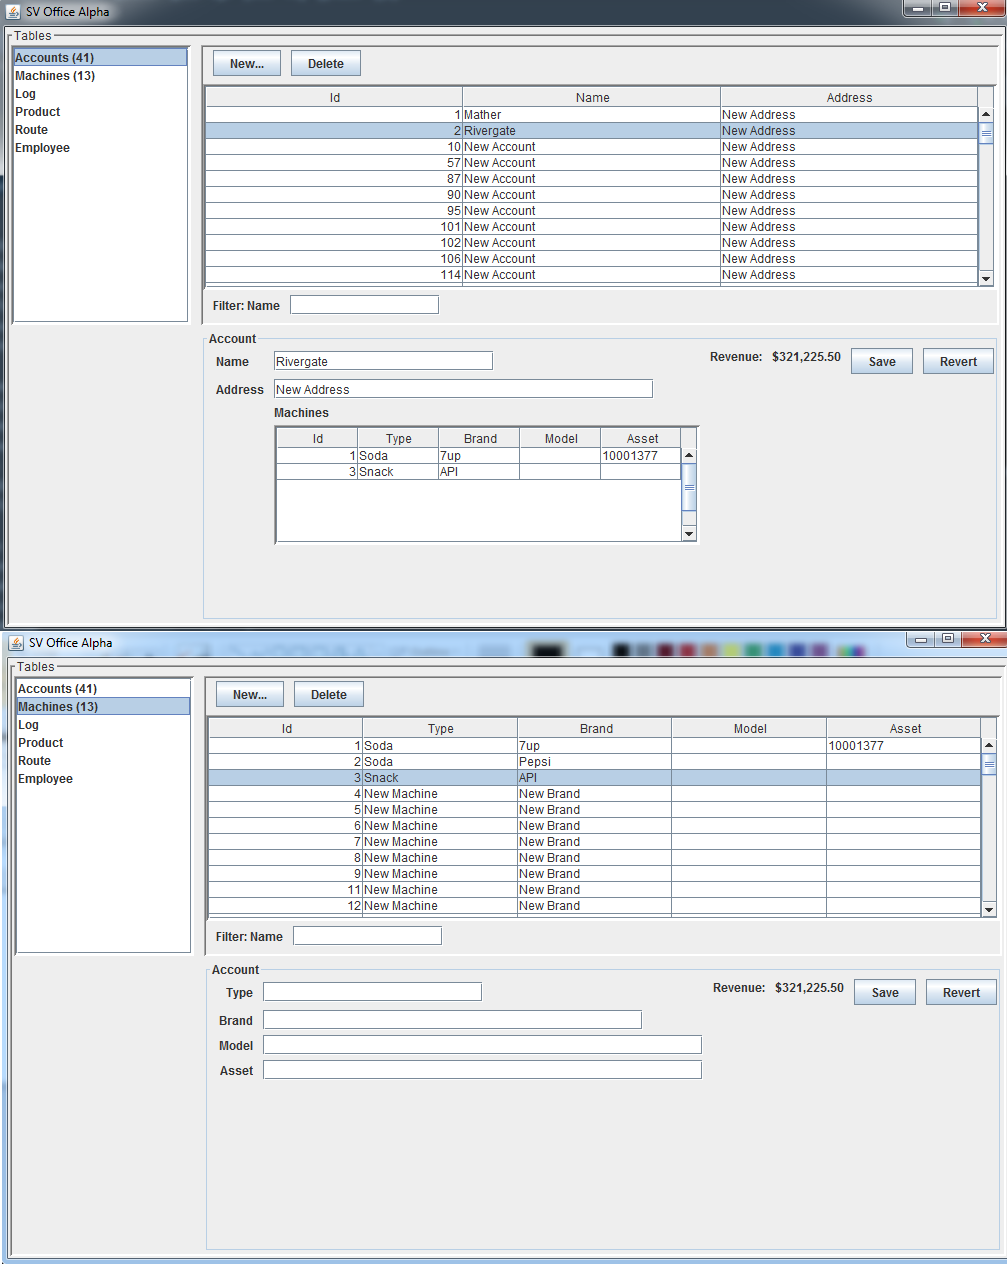 SV Office Alpha
Tables
Accounts (41)
Machines (13)
Log
Product
Route
Employee
New... Delete
Id Name Address
1 Mather New Address
2 Rivergate New Address
10 New Account New Address
57 New Account New Address
87 New Account New Address
90 New Account New Address
95 New Account New Address
101 New Account New Address
102 New Account New Address
106 New Account New Address
114 New Account New Address
Filter: Name
Account
Name Rivergate Revenue: $321,225.50 Save Revert
Address New Address
Machines
Id Type Brand Model Asset
1 Soda 7up 10001377
3 Snack API
SV Office Alpha
Tables
Accounts (41)
Machines (13)
Log
Product
Route
Employee
New... Delete
Id Type Brand Model Asset
1 Soda 7up 10001377
2 Soda Pepsi
3 Snack API
4 New Machine New Brand
5 New Machine New Brand
6 New Machine New Brand
7 New Machine New Brand
8 New Machine New Brand
9 New Machine New Brand
11 New Machine New Brand
12 New Machine New Brand
Filter: Name
Account
Type Revenue: $321,225.50 Save Revert
Brand
Model
Asset